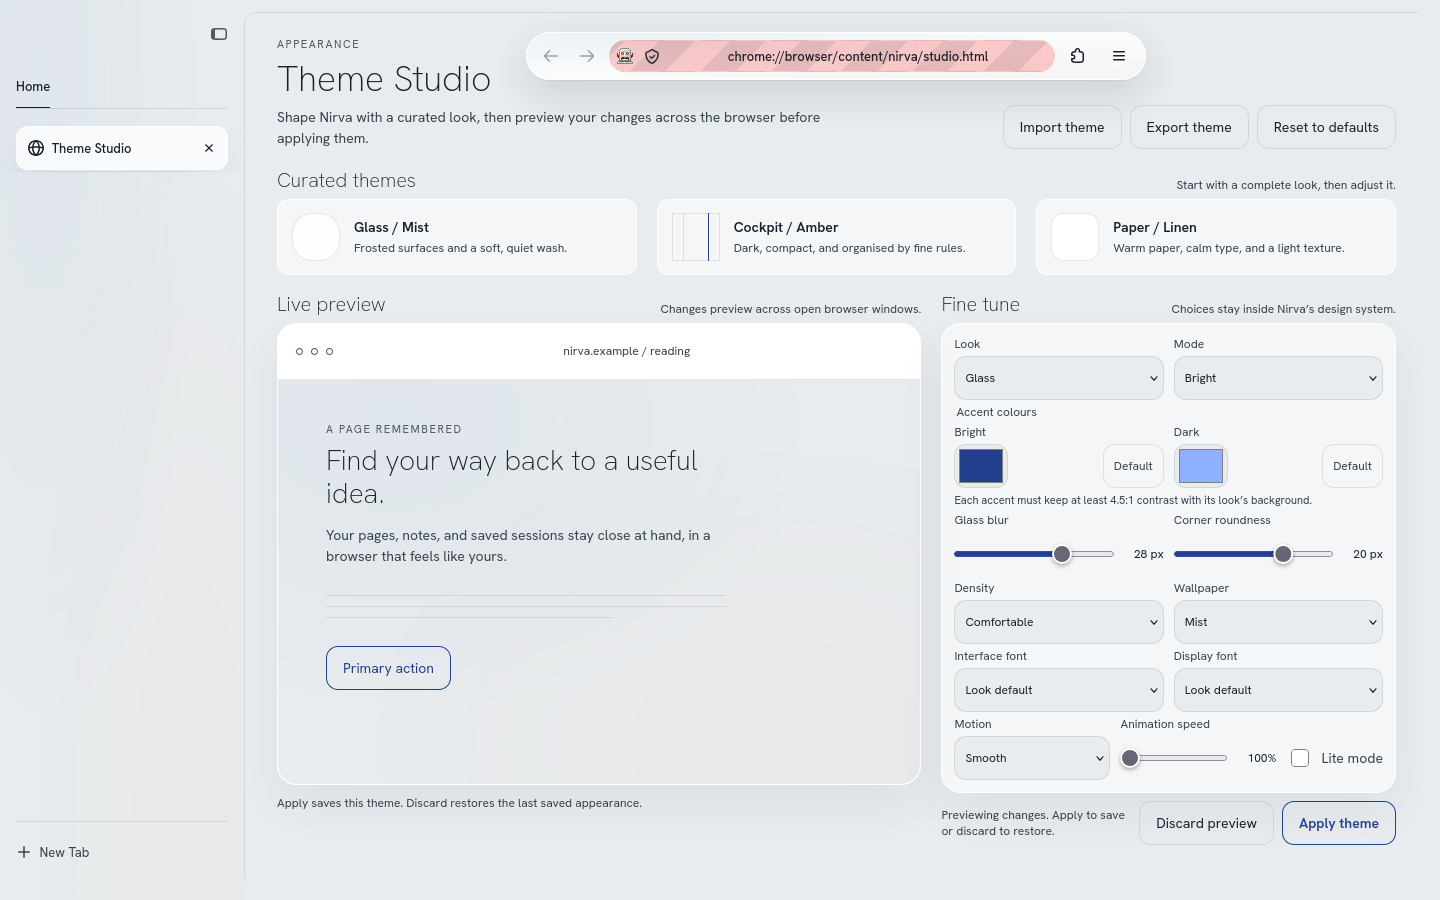 Home
Theme Studio
New Tab
chrome://browser/content/nirva/studio.html
APPEARANCE
Theme Studio
Shape Nirva with a curated look, then preview your changes across the browser before
applying them.
Import theme
Export theme
Reset to defaults
Curated themes
Start with a complete look, then adjust it.
Glass / Mist
Frosted surfaces and a soft, quiet wash.
Cockpit / Amber
Dark, compact, and organised by fine rules.
Paper / Linen
Warm paper, calm type, and a light texture.
Live preview
Changes preview across open browser windows.
nirva.example / reading
A PAGE REMEMBERED
Find your way back to a useful
idea.
Your pages, notes, and saved sessions stay close at hand, in a
browser that feels like yours.
Primary action
Apply saves this theme. Discard restores the last saved appearance.
Fine tune
Choices stay inside Nirva’s design system.
Look
Mode
Glass
Bright
Accent colours
Bright
Dark
Default
Default
Each accent must keep at least 4.5:1 contrast with its look’s background.
Glass blur
Corner roundness
28 px
20 px
Density
Wallpaper
Comfortable
Mist
Interface font
Display font
Look default
Look default
Motion
Animation speed
Smooth
100%
Lite mode
Previewing changes. Apply to save
or discard to restore.
Discard preview
Apply theme